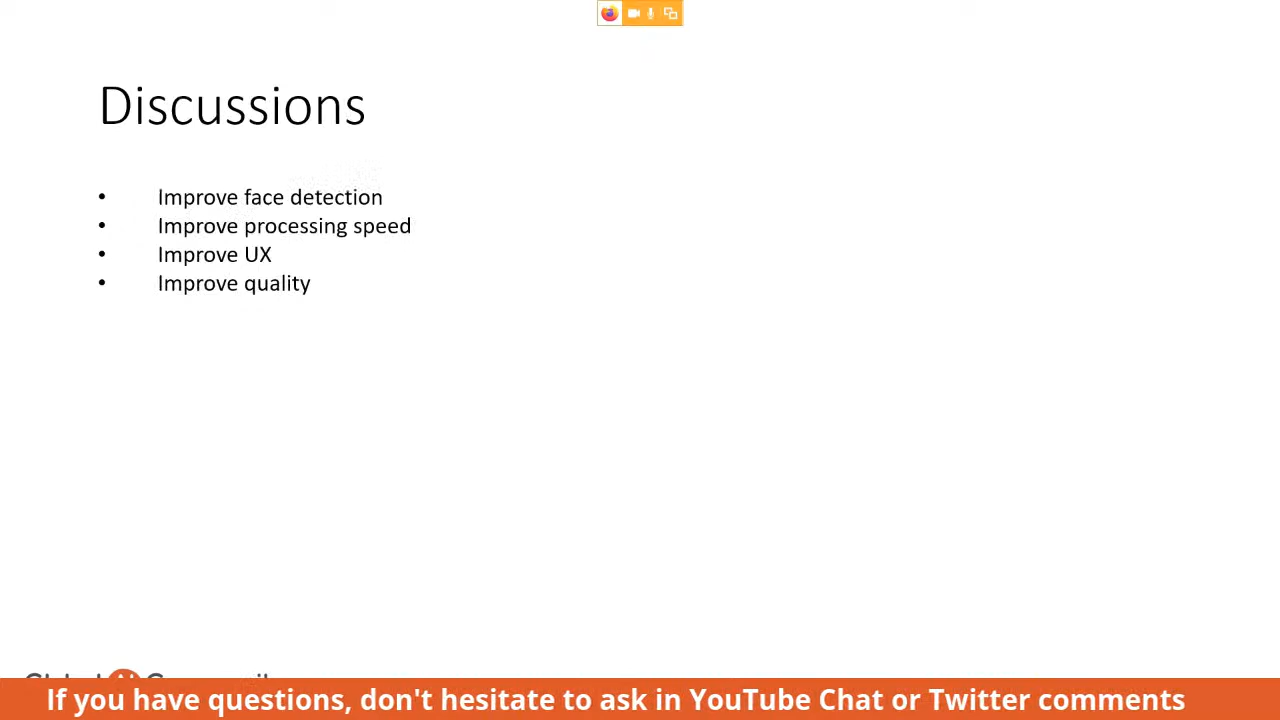 Discussions
• Improve face detection
• Improve processing speed
• Improve UX
• Improve quality
If you have questions, don't hesitate to ask in YouTube Chat or Twitter comments